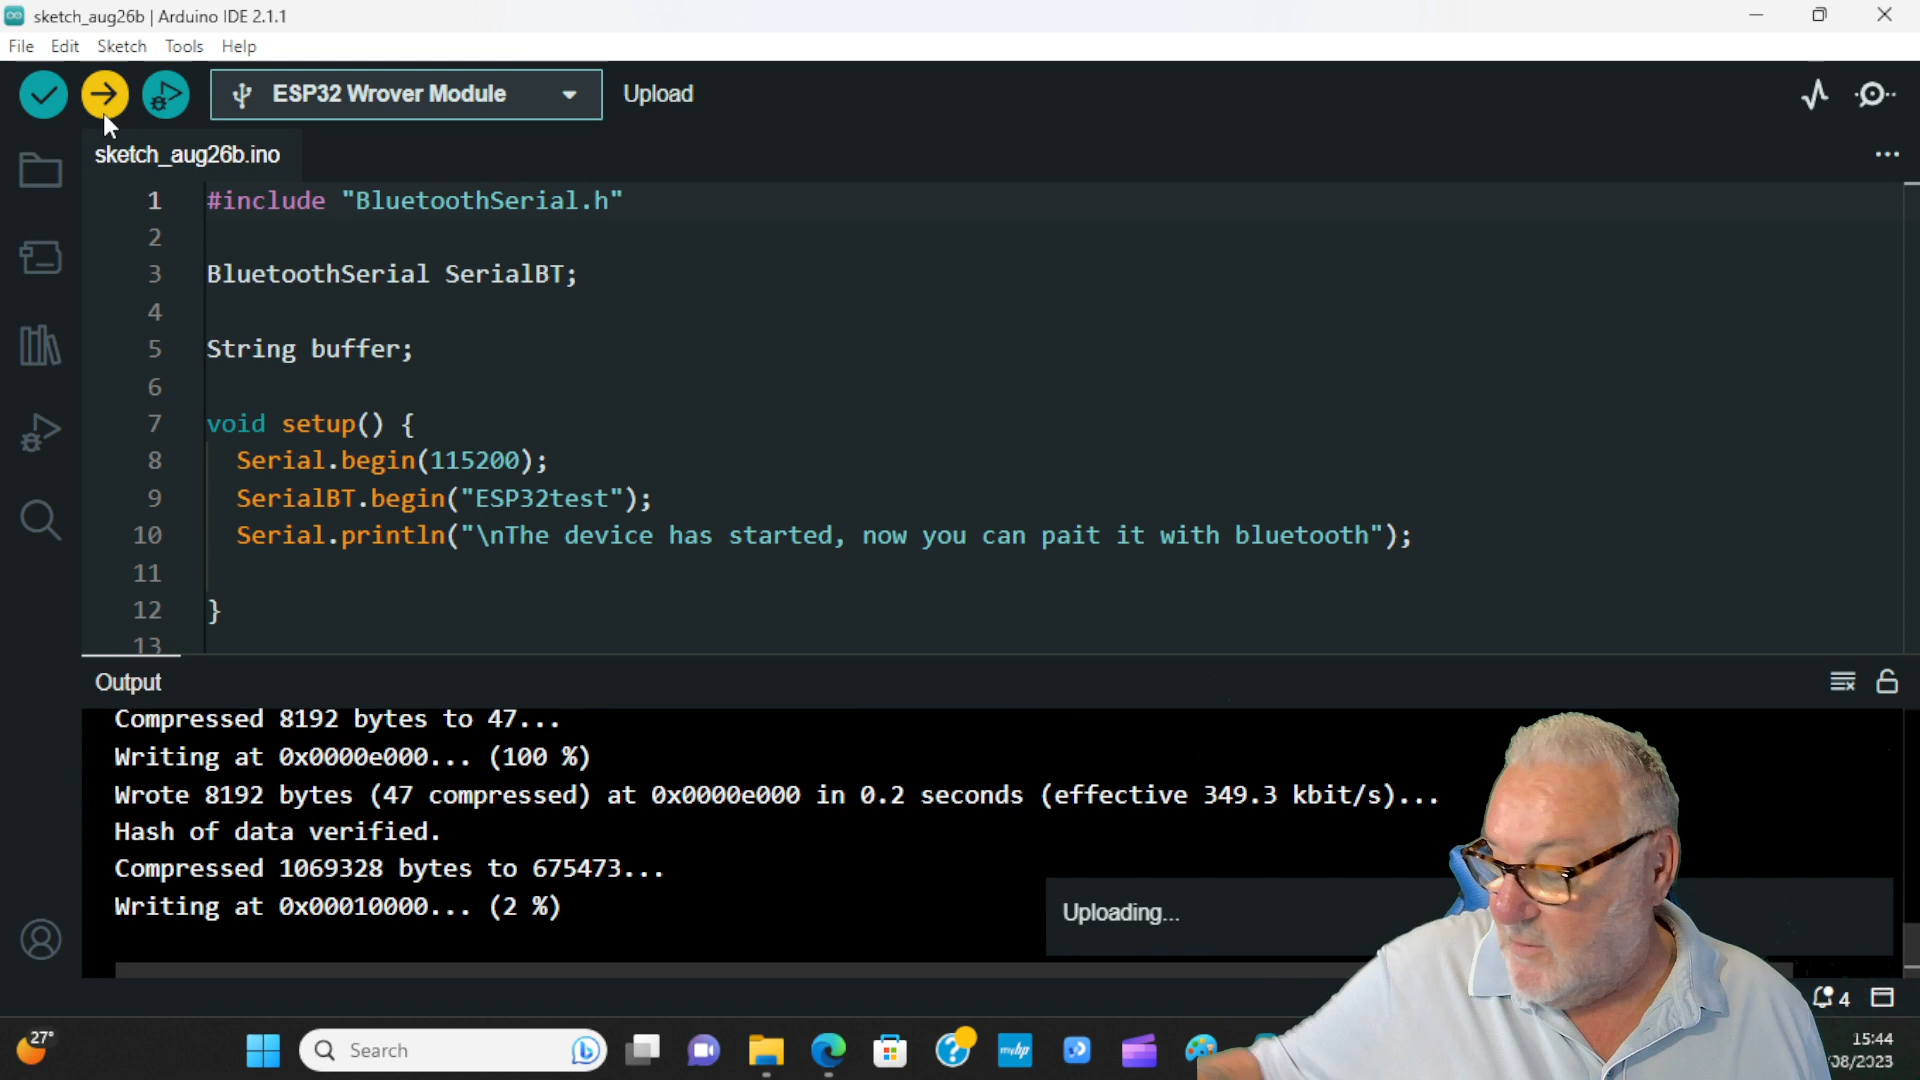 sketch_aug26b | Arduino IDE 2.1.1
File Edit Sketch Tools Help
ESP32 Wrover Module
Upload
sketch_aug26b.ino
1 #include "BluetoothSerial.h"
2
3 BluetoothSerial SerialBT;
4
5 String buffer;
6
7 void setup() {
8 Serial.begin(115200);
9 SerialBT.begin("ESP32test");
10 Serial.println("\nThe device has started, now you can pait it with bluetooth");
11
12 }
13
Output
Compressed 8192 bytes to 47...
Writing at 0x0000e000... (100 %)
Wrote 8192 bytes (47 compressed) at 0x0000e000 in 0.2 seconds (effective 349.3 kbit/s)...
Hash of data verified.
Compressed 1069328 bytes to 675473...
Writing at 0x00010000... (2 %)
Uploading...
4
27°
Search
myhp
15:44
08/2023